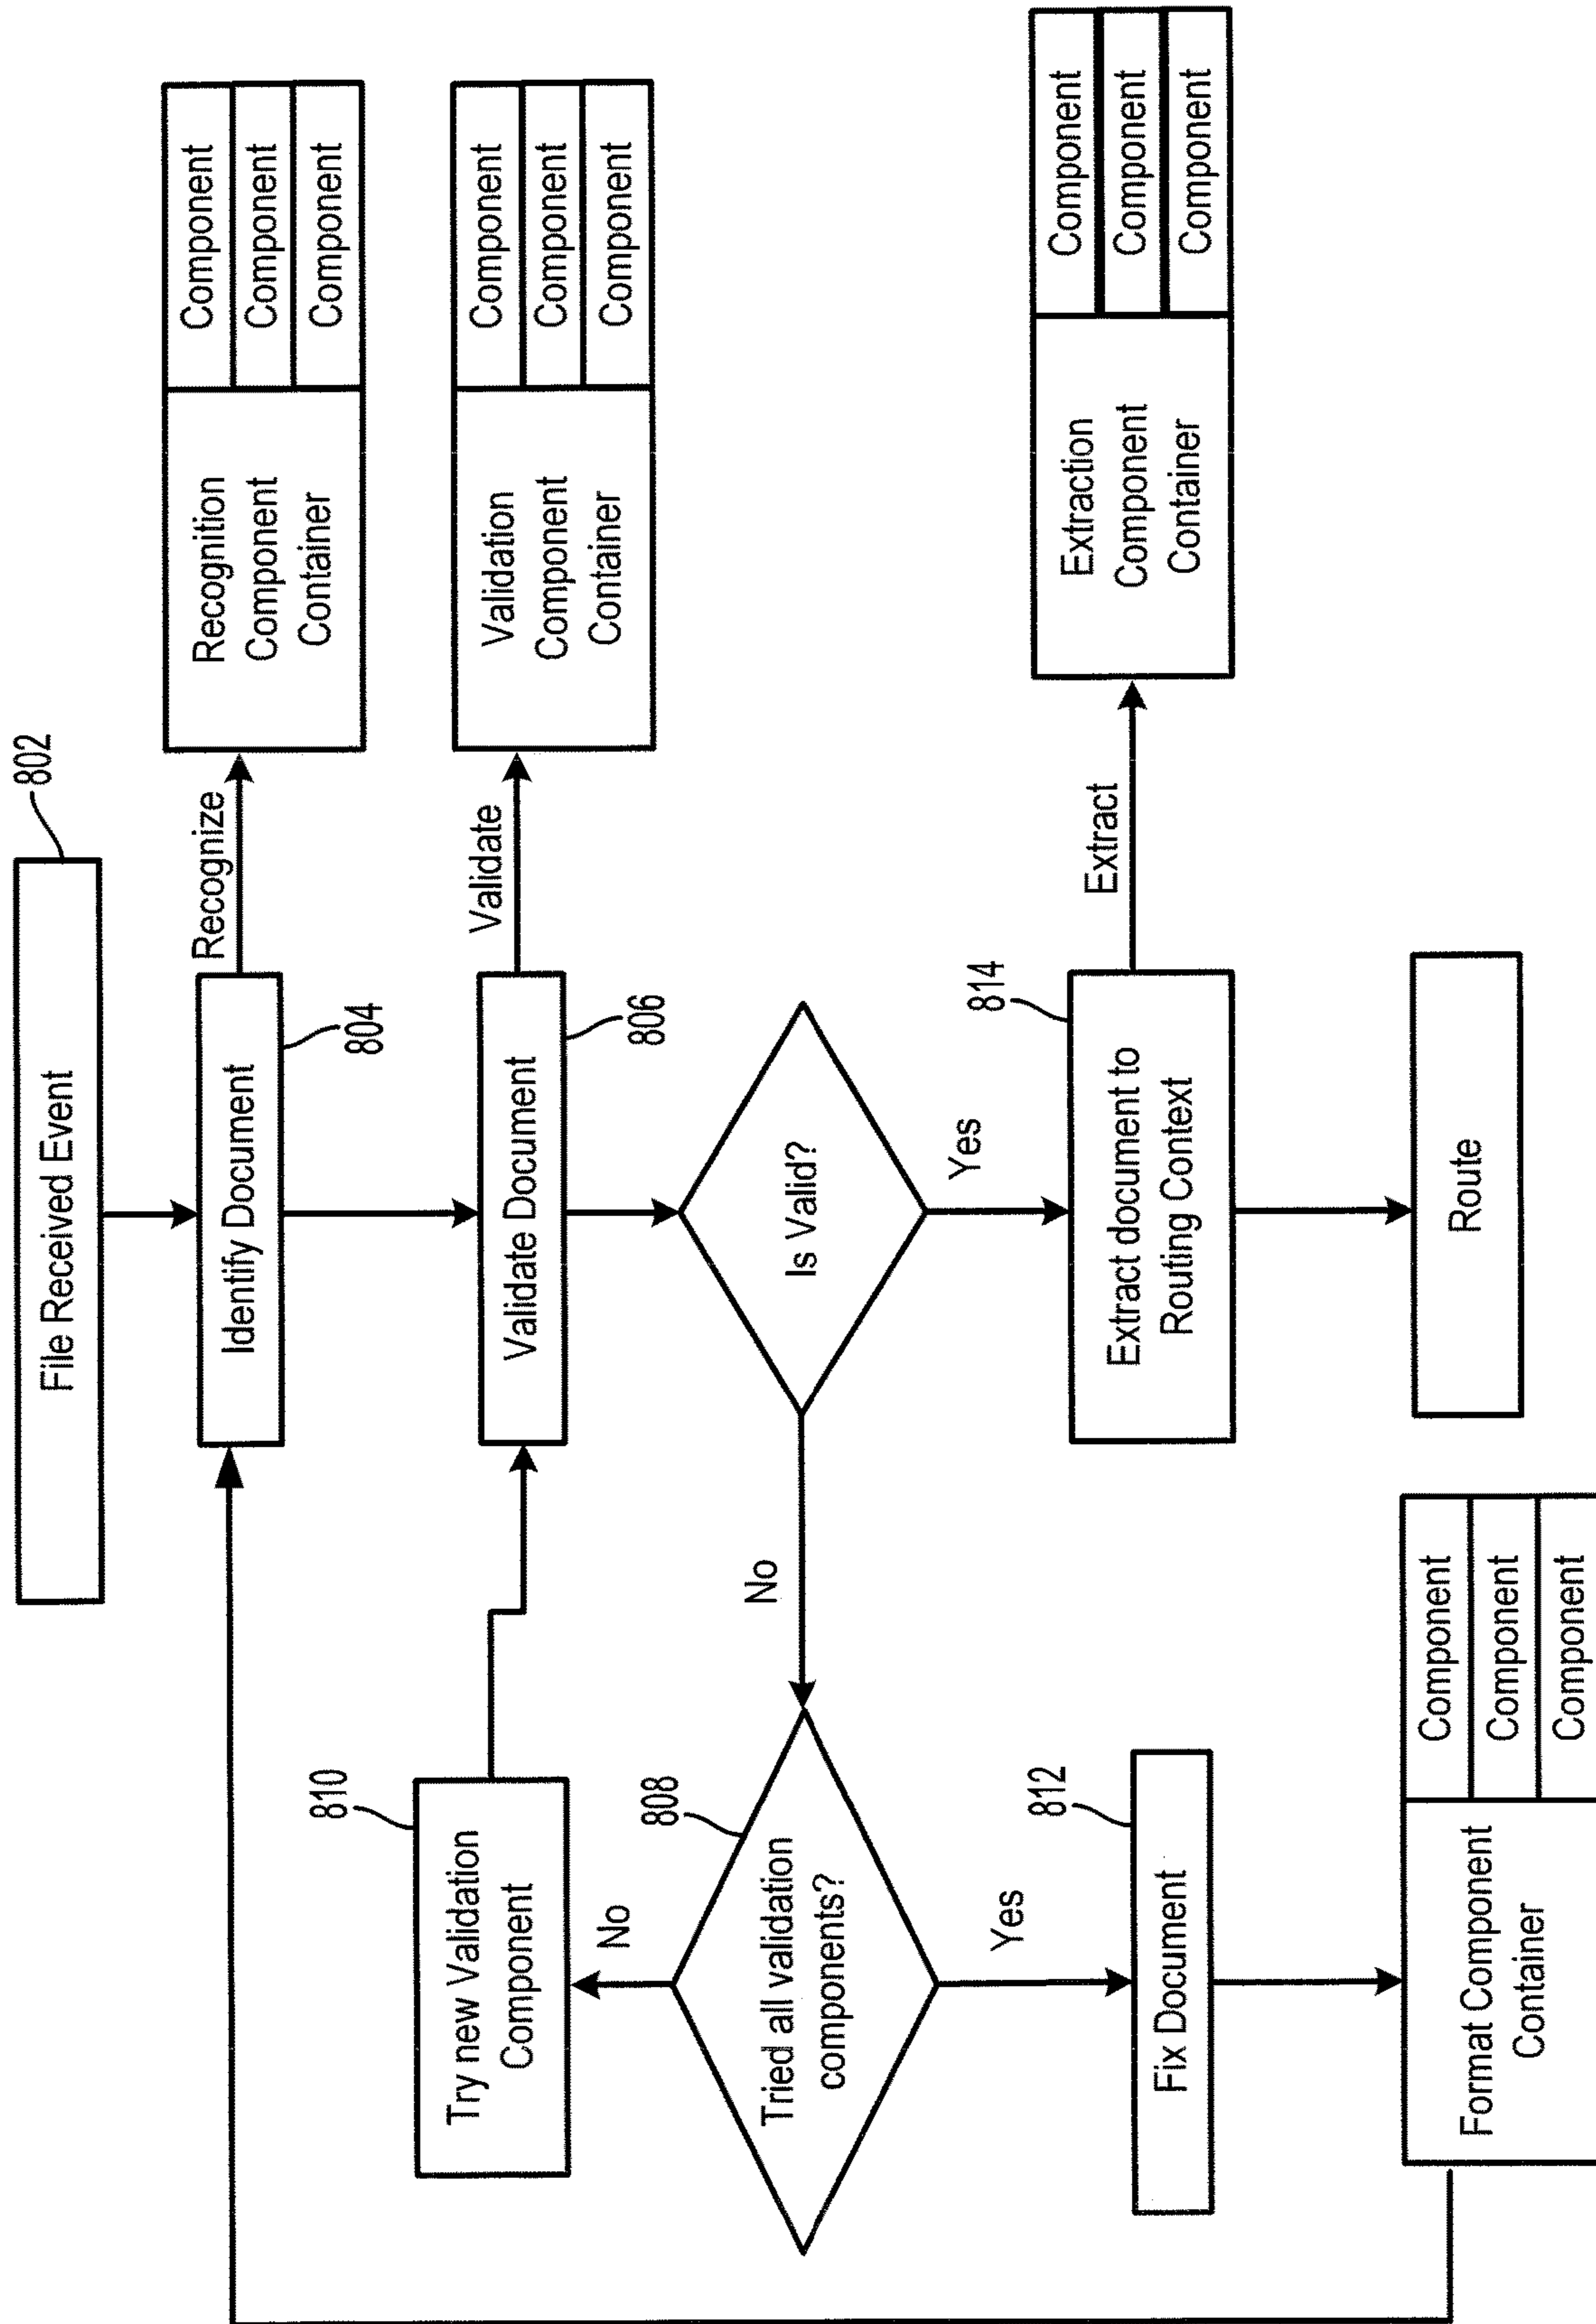 File Received Event
802
Identify Document
804
Recognize
Recognition
Component
Container
Component
Component
Component
Validate Document
806
Validate
Validation
Component
Container
Component
Component
Component
Is Valid?
Yes
No
Try new Validation
Component
810
No
Tried all validation
components?
808
Yes
Fix Document
812
Format Component
Container
Component
Component
Component
Extract document to
Routing Context
814
Extract
Extraction
Component
Container
Component
Component
Component
Route